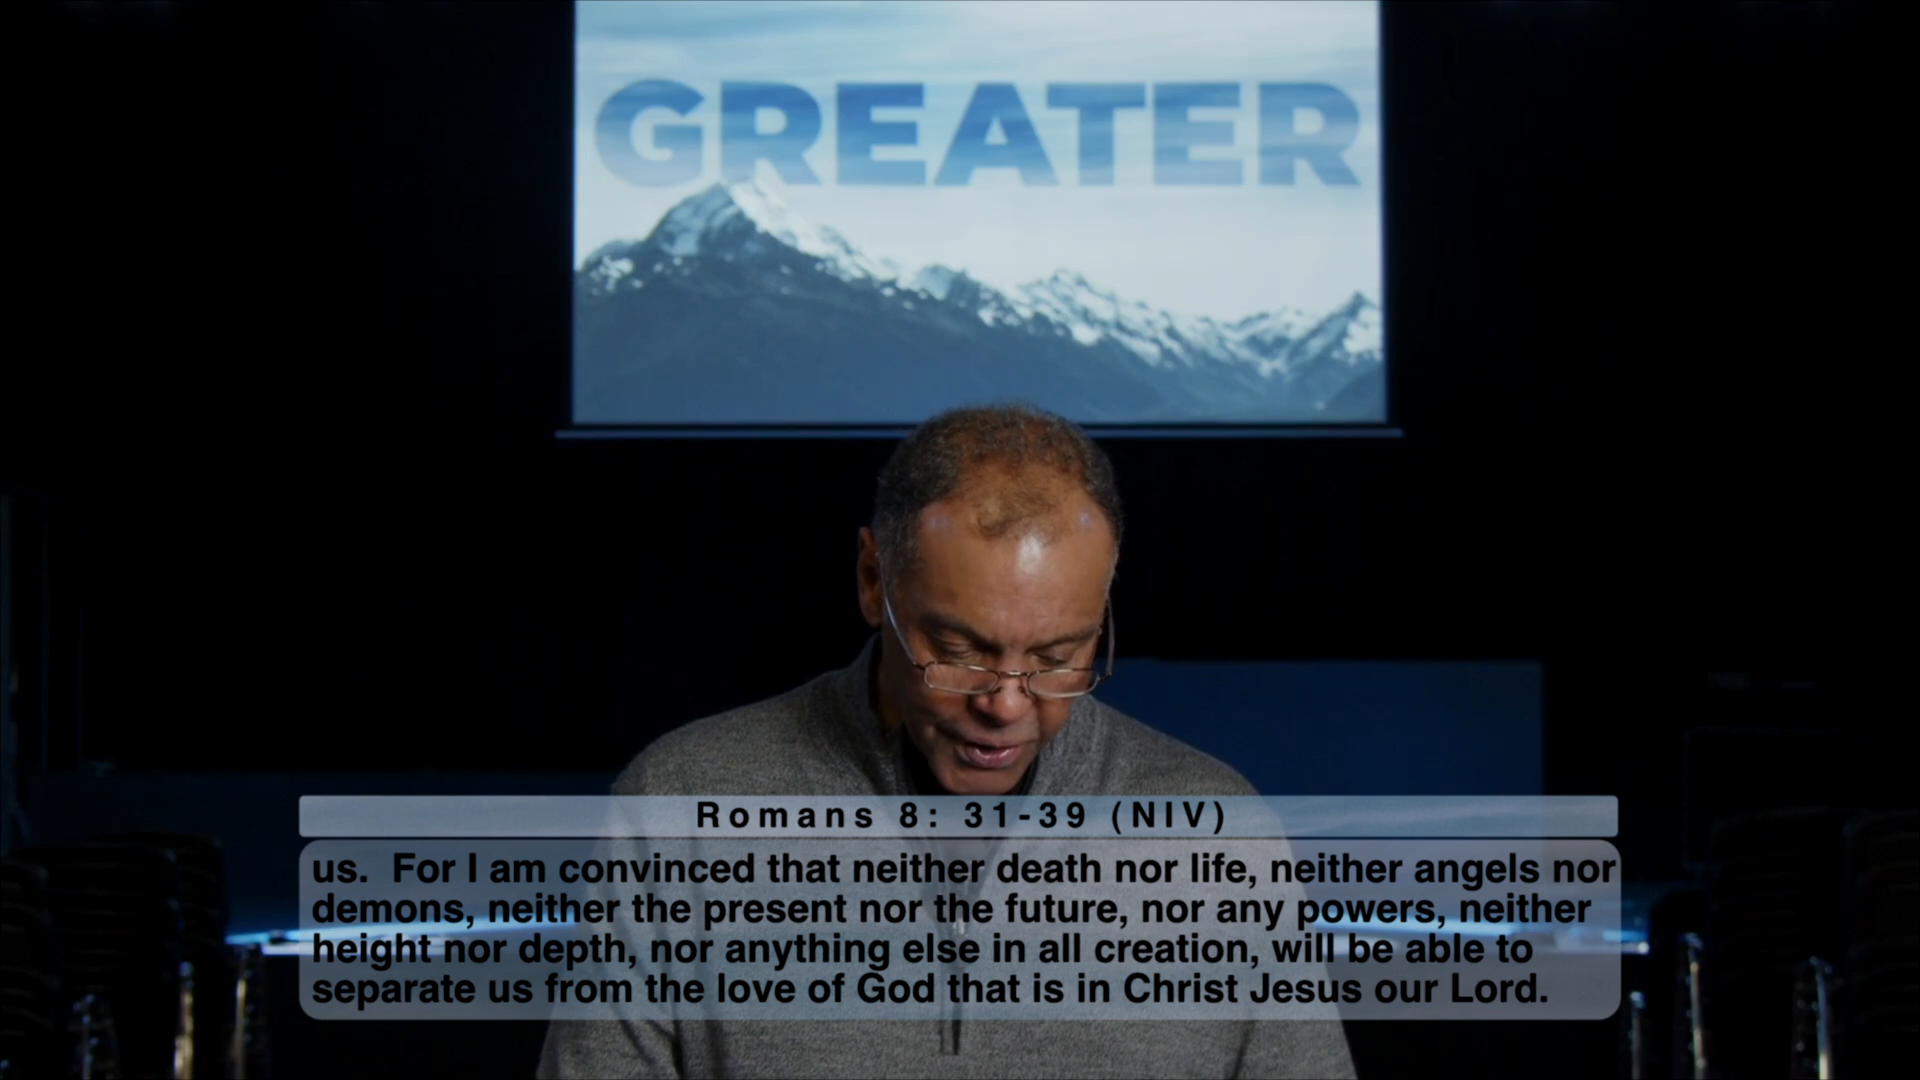 GREATER
Romans 8: 31-39 (NIV)
us.  For I am convinced that neither death nor life, neither angels nor
demons, neither the present nor the future, nor any powers, neither
height nor depth, nor anything else in all creation, will be able to
separate us from the love of God that is in Christ Jesus our Lord.